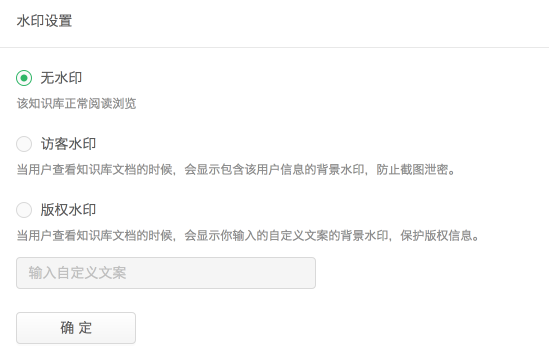 水印设置
无水印
该知识库正常阅读浏览
访客水印
当用户查看知识库文档的时候，会显示包含该用户信息的背景水印，防止截图泄密。
版权水印
当用户查看知识库文档的时候，会显示你输入的自定义文案的背景水印，保护版权信息。
输入自定义文案
确 定